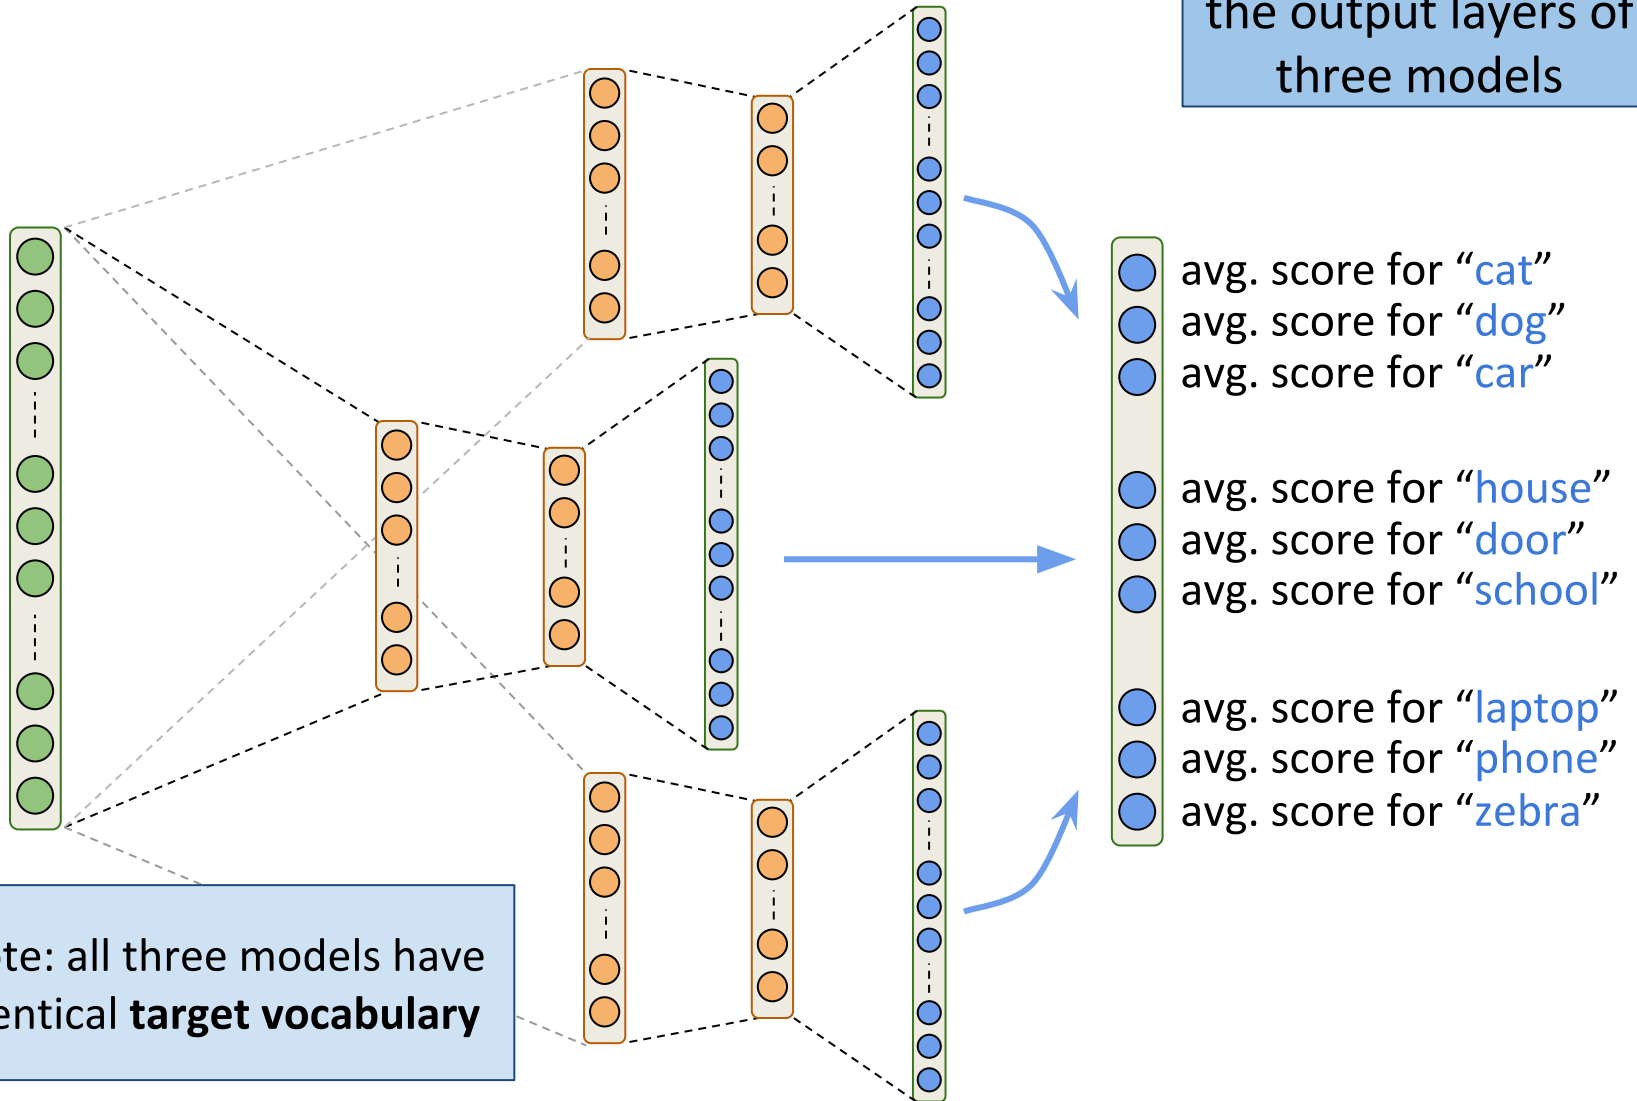 the output layers of
three models
avg. score for “cat”
avg. score for “dog”
avg. score for “car”
avg. score for “house”
avg. score for “door”
avg. score for “school”
avg. score for “laptop”
avg. score for “phone”
avg. score for “zebra”
all three models have
target vocabulary